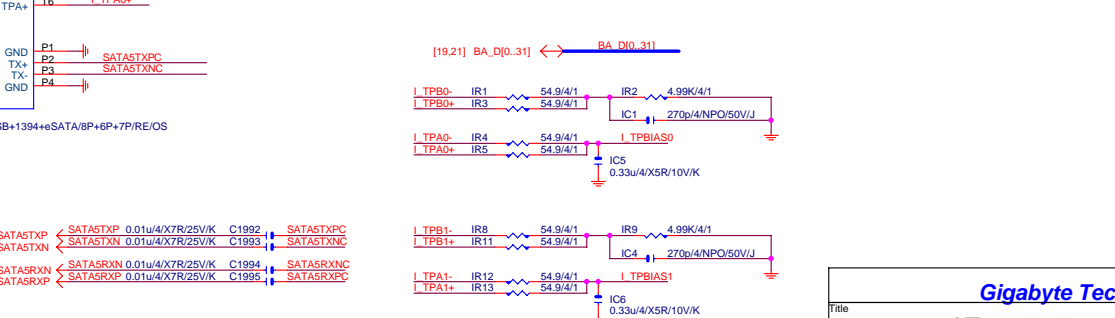 TPA+ T6 I_TPA0+
GND P1
TX+ P2 SATA5TXPC
TX- P3 SATA5TXNC
GND P4
SB+1394+eSATA/8P+6P+7P/RE/OS
[19,21] BA_D[0..31] BA_D[0..31]
I_TPB0- IR1 54.9/4/1 IR2 4.99K/4/1
I_TPB0+ IR3 54.9/4/1
IC1 270p/4/NPO/50V/J
I_TPA0- IR4 54.9/4/1 I_TPBIAS0
I_TPA0+ IR5 54.9/4/1
IC5
0.33u/4/X5R/10V/K
SATA5TXP SATA5TXP 0.01u/4/X7R/25V/K C1992 SATA5TXPC
SATA5TXN SATA5TXN 0.01u/4/X7R/25V/K C1993 SATA5TXNC
SATA5RXN SATA5RXN 0.01u/4/X7R/25V/K C1994 SATA5RXNC
SATA5RXP SATA5RXP 0.01u/4/X7R/25V/K C1995 SATA5RXPC
I_TPB1- IR8 54.9/4/1 IR9 4.99K/4/1
I_TPB1+ IR11 54.9/4/1
IC4 270p/4/NPO/50V/J
I_TPA1- IR12 54.9/4/1 I_TPBIAS1
I_TPA1+ IR13 54.9/4/1
IC6
0.33u/4/X5R/10V/K
Gigabyte Tec
Title